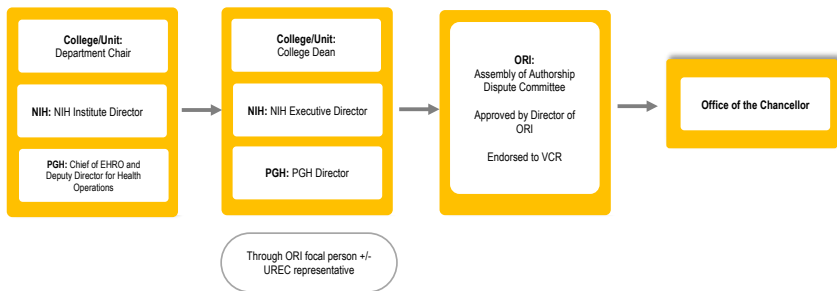 College/Unit:
Department Chair
NIH: NIH Institute Director
PGH: Chief of EHRO and
Deputy Director for Health
Operations
College/Unit:
College Dean
NIH: NIH Executive Director
PGH: PGH Director
Through ORI focal person +/-
UREC representative
ORI:
Assembly of Authorship
Dispute Committee
Approved by Director of
ORI
Endorsed to VCR
Office of the Chancellor